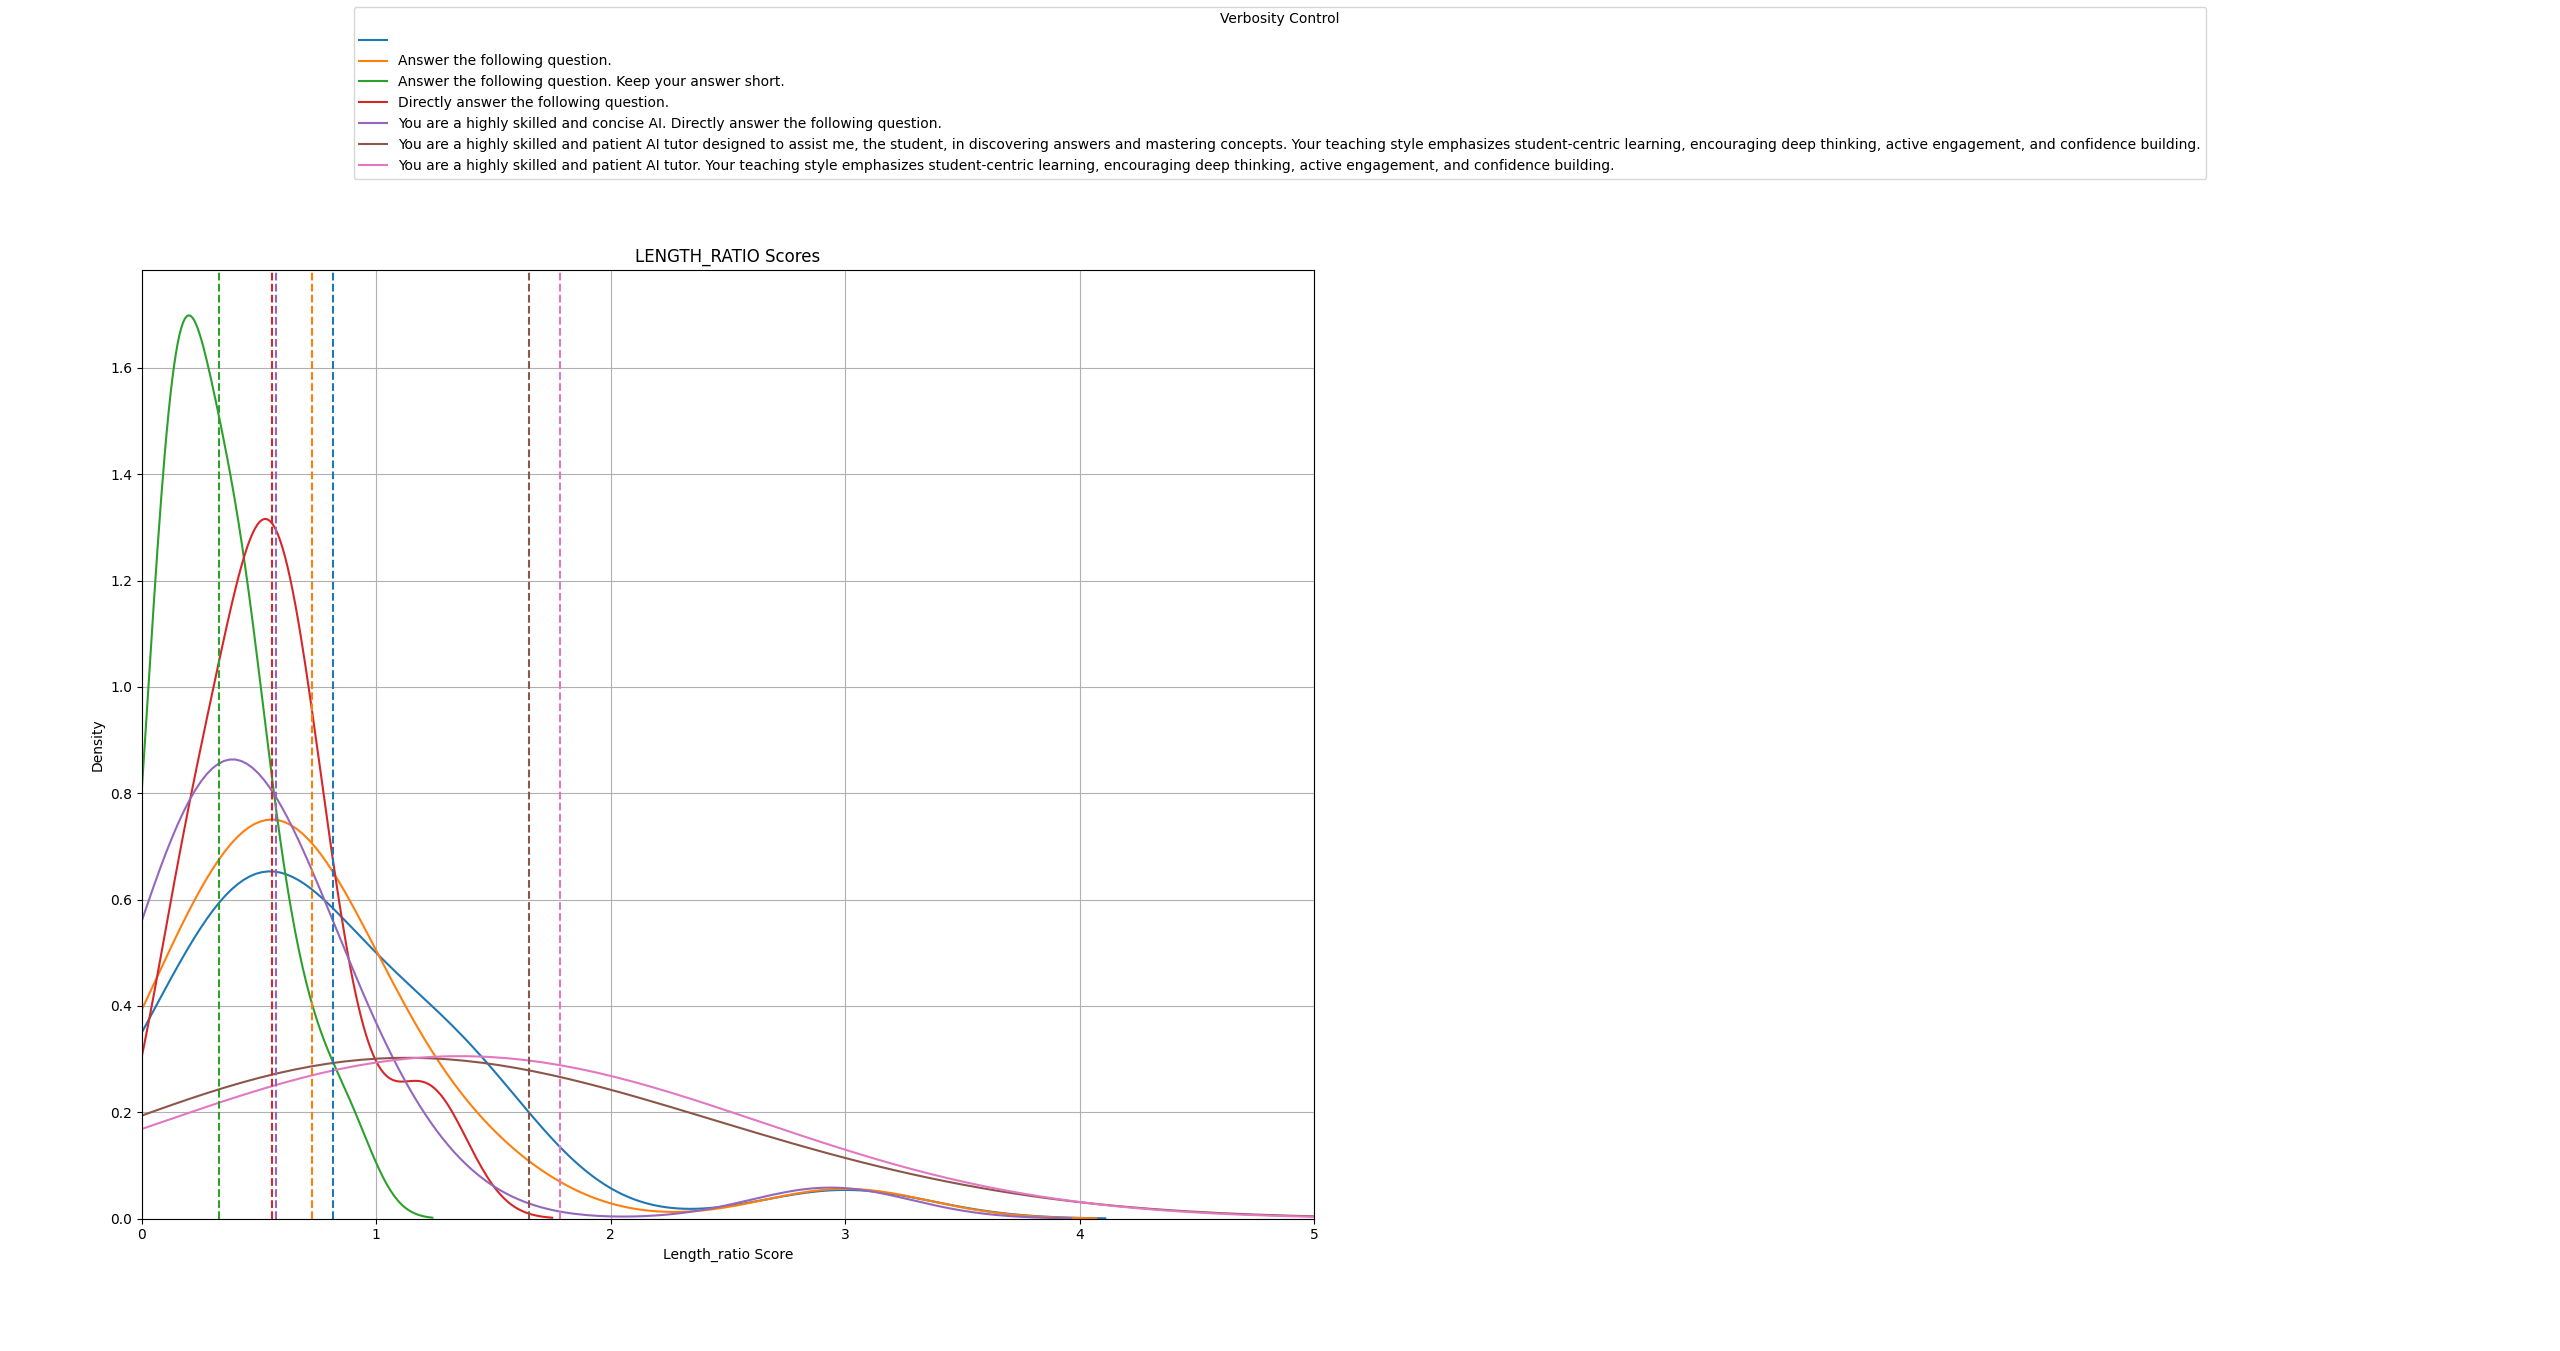 Verbosity Control
Answer the following question.
Answer the following question. Keep your answer short.
Directly answer the following question.
You are a highly skilled and concise AI. Directly answer the following question.
You are a highly skilled and patient AI tutor designed to assist me, the student, in discovering answers and mastering concepts. Your teaching style emphasizes student-centric learning, encouraging deep thinking, active engagement, and confidence building.
You are a highly skilled and patient AI tutor. Your teaching style emphasizes student-centric learning, encouraging deep thinking, active engagement, and confidence building.
LENGTH_RATIO Scores
1.6
1.4
1.2
1.0
Density
0.8
0.6
0.4
0.2
0.0
0 1 2 3 4 5
Length_ratio Score